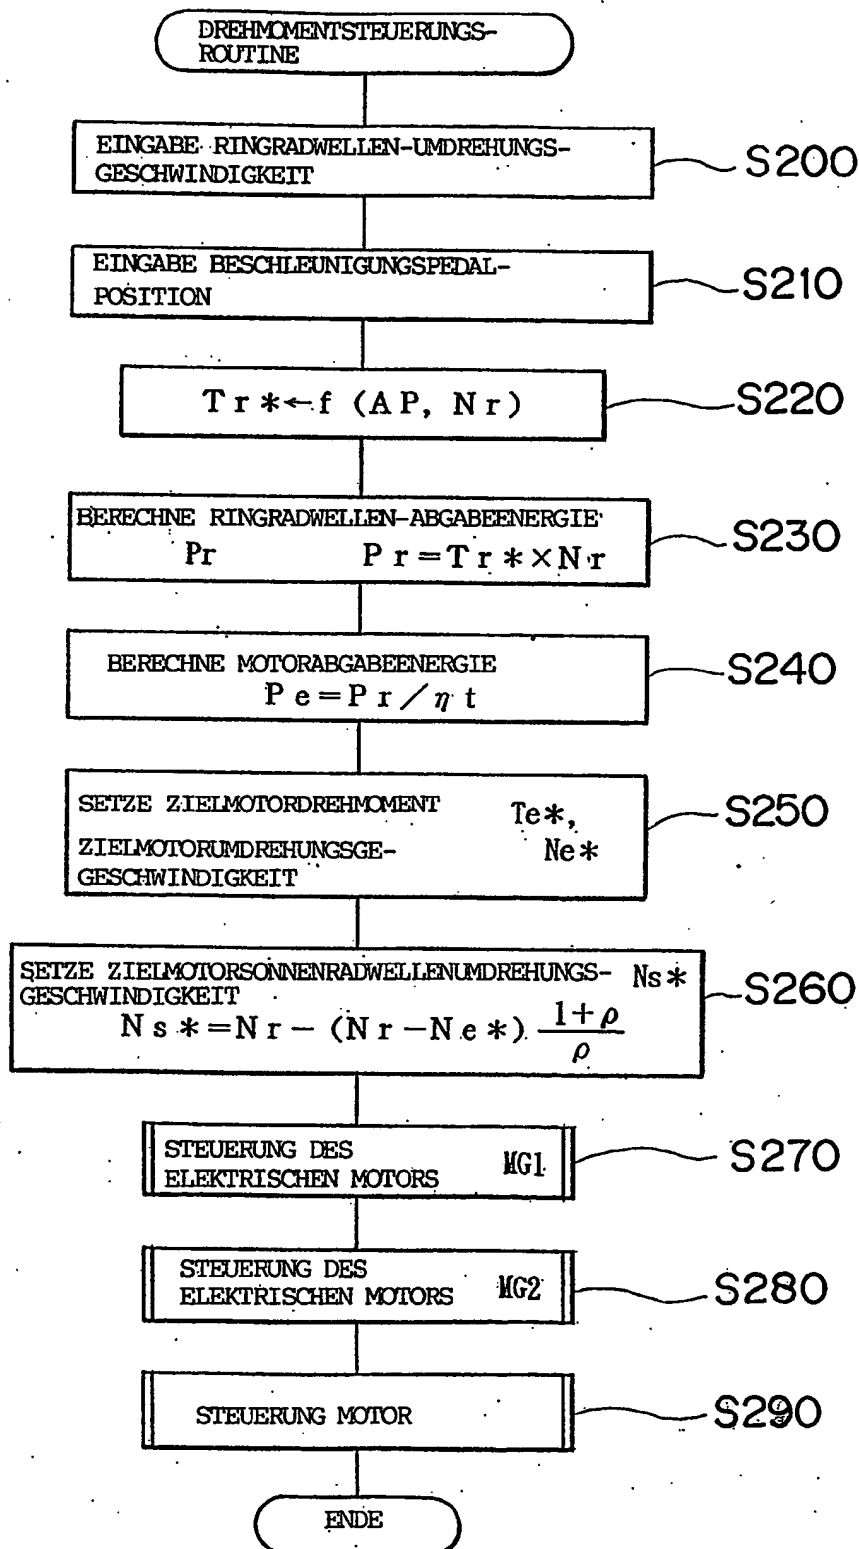 DREHMOMENTSTEUERUNGS-
ROUTINE
EINGABE RINGRADWELLEN-UMDREHUNGS-
GESCHWINDIGKEIT
S200
EINGABE BESCHLEUNIGUNGSPEDAL-
POSITION
S210
Tr*←f (AP, Nr)
S220
BERECHNE RINGRADWELLEN-ABGABEENERGIE
Pr Pr=Tr*×Nr
S230
BERECHNE MOTORABGABEENERGIE
Pe=Pr/ηt
S240
SETZE ZIELMOTORDREHMOMENT Te*,
ZIELMOTORUMDREHUNGSGE- Ne*
GESCHWINDIGKEIT
S250
SETZE ZIELMOTORSONNENRADWELLENUMDREHUNGS- Ns*
GESCHWINDIGKEIT
Ns*=Nr-(Nr-Ne*) 1+ρ/ρ
S260
STEUERUNG DES
ELEKTRISCHEN MOTORS MG1
S270
STEUERUNG DES
ELEKTRISCHEN MOTORS MG2
S280
STEUERUNG MOTOR
S290
ENDE